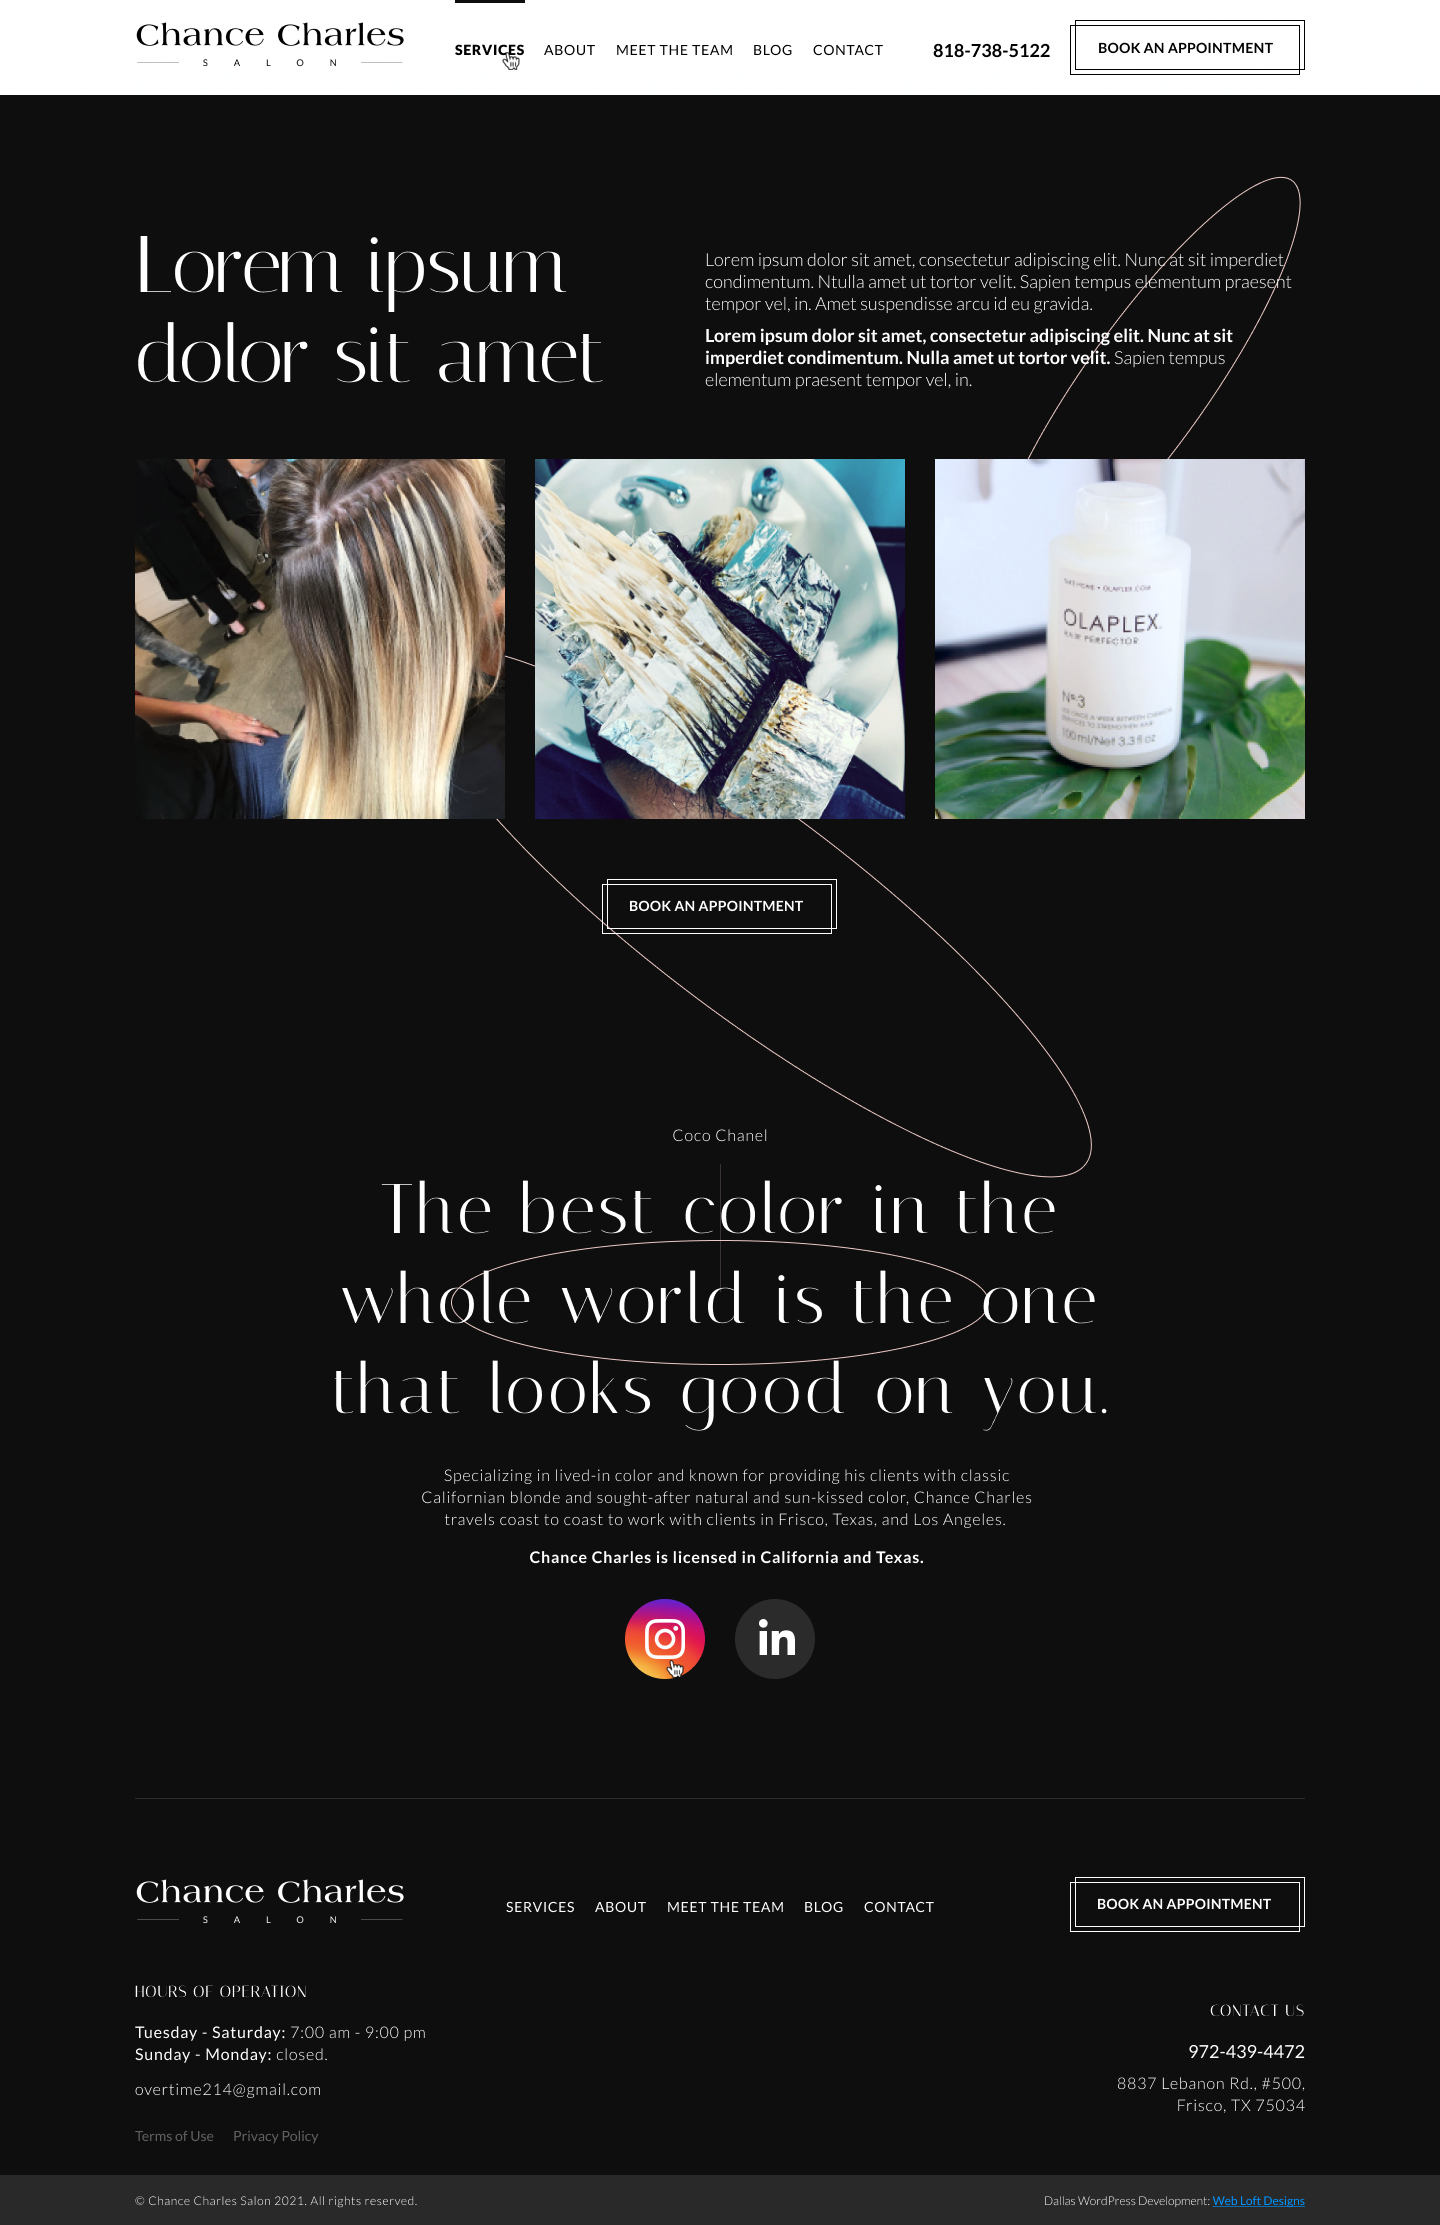 Chance Charles
SALON
SERVICES ABOUT MEET THE TEAM BLOG CONTACT
818-738-5122
BOOK AN APPOINTMENT
Lorem ipsum
dolor sit amet
Lorem ipsum dolor sit amet, consectetur adipiscing elit. Nunc at sit imperdiet
condimentum. Ntulla amet ut tortor velit. Sapien tempus elementum praesent
tempor vel, in. Amet suspendisse arcu id eu gravida.
Lorem ipsum dolor sit amet, consectetur adipiscing elit. Nunc at sit
imperdiet condimentum. Nulla amet ut tortor velit. Sapien tempus
elementum praesent tempor vel, in.
OLAPLEX
HAIR PERFECTOR
Nº.3
100 ml/Net 3.3 fl oz
BOOK AN APPOINTMENT
Coco Chanel
The best color in the
whole world is the one
that looks good on you.
Specializing in lived-in color and known for providing his clients with classic
Californian blonde and sought-after natural and sun-kissed color, Chance Charles
travels coast to coast to work with clients in Frisco, Texas, and Los Angeles.
Chance Charles is licensed in California and Texas.
in
Chance Charles
SALON
SERVICES ABOUT MEET THE TEAM BLOG CONTACT
BOOK AN APPOINTMENT
HOURS OF OPERATION
Tuesday - Saturday: 7:00 am - 9:00 pm
Sunday - Monday: closed.
overtime214@gmail.com
Terms of Use Privacy Policy
CONTACT US
972-439-4472
8837 Lebanon Rd., #500,
Frisco, TX 75034
© Chance Charles Salon 2021. All rights reserved.
Dallas WordPress Development: Web Loft Designs